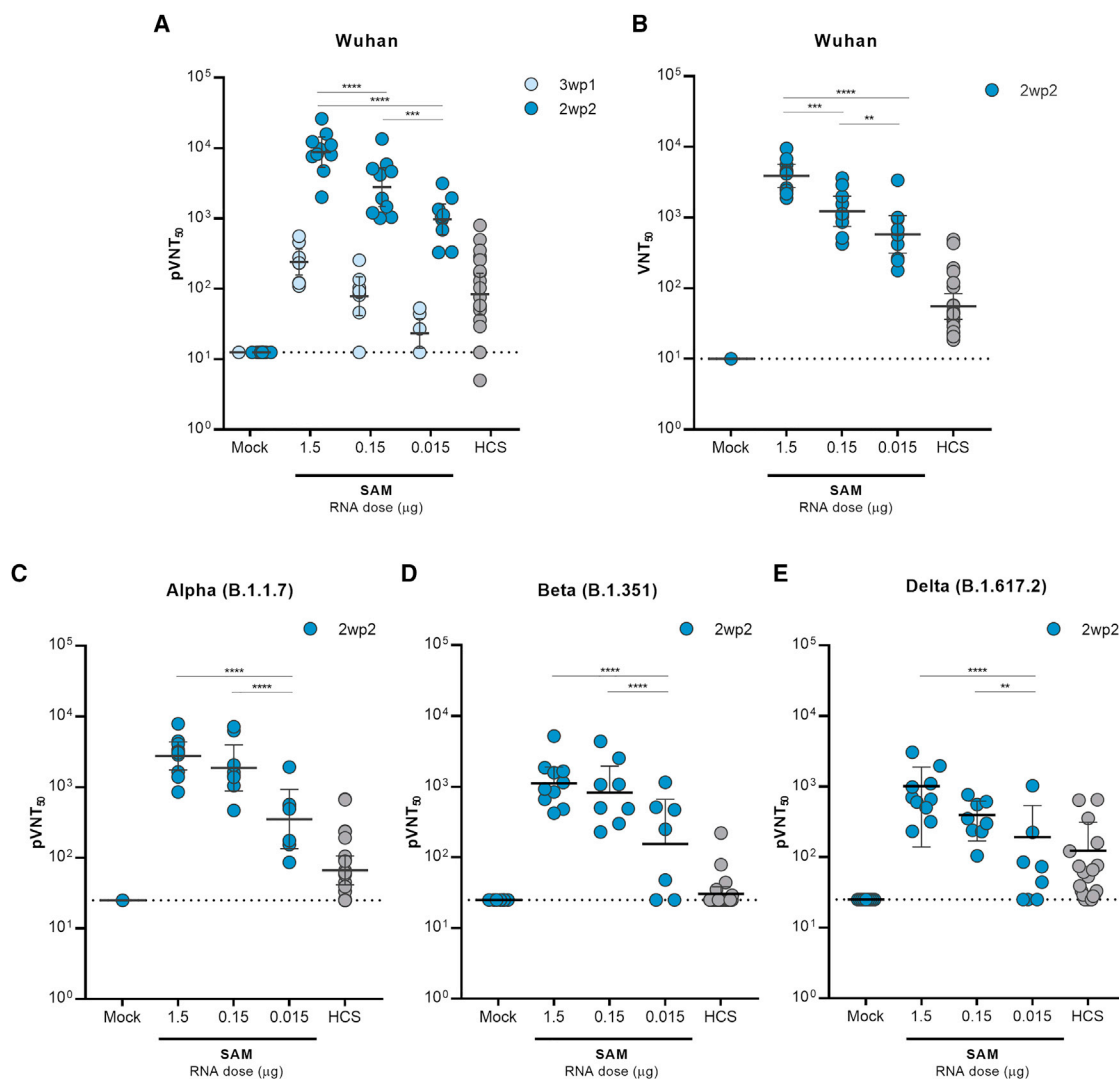 A
Wuhan
pVNT50
10^5
10^4
10^3
10^2
10^1
10^0
3wp1
2wp2
****
****
***
Mock 1.5 0.15 0.015 HCS
SAM
RNA dose (μg)
B
Wuhan
VNT50
10^5
10^4
10^3
10^2
10^1
10^0
2wp2
****
***
**
Mock 1.5 0.15 0.015 HCS
SAM
RNA dose (μg)
C
Alpha (B.1.1.7)
pVNT50
10^5
10^4
10^3
10^2
10^1
10^0
2wp2
****
****
Mock 1.5 0.15 0.015 HCS
SAM
RNA dose (μg)
D
Beta (B.1.351)
pVNT50
10^5
10^4
10^3
10^2
10^1
10^0
2wp2
****
****
Mock 1.5 0.15 0.015 HCS
SAM
RNA dose (μg)
E
Delta (B.1.617.2)
pVNT50
10^5
10^4
10^3
10^2
10^1
10^0
2wp2
****
**
Mock 1.5 0.15 0.015 HCS
SAM
RNA dose (μg)